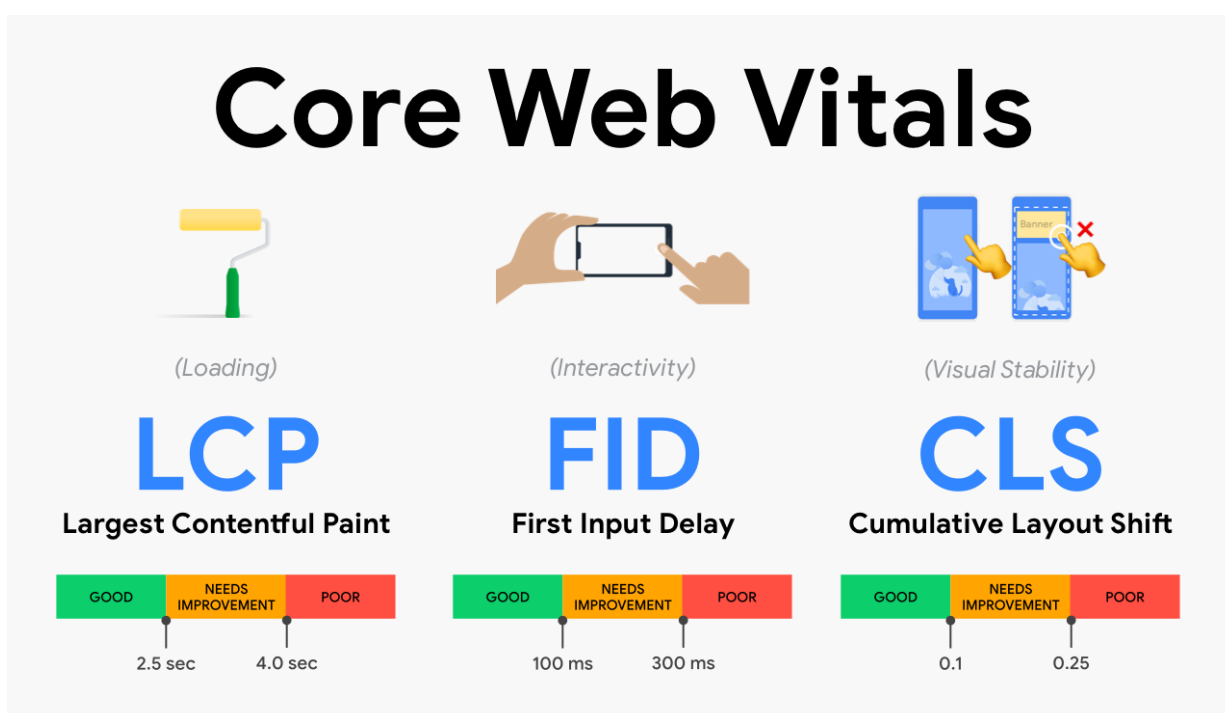 Core Web Vitals
Banner
(Loading)
LCP
Largest Contentful Paint
GOOD
NEEDS
IMPROVEMENT
POOR
2.5 sec
4.0 sec
(Interactivity)
FID
First Input Delay
GOOD
NEEDS
IMPROVEMENT
POOR
100 ms
300 ms
(Visual Stability)
CLS
Cumulative Layout Shift
GOOD
NEEDS
IMPROVEMENT
POOR
0.1
0.25